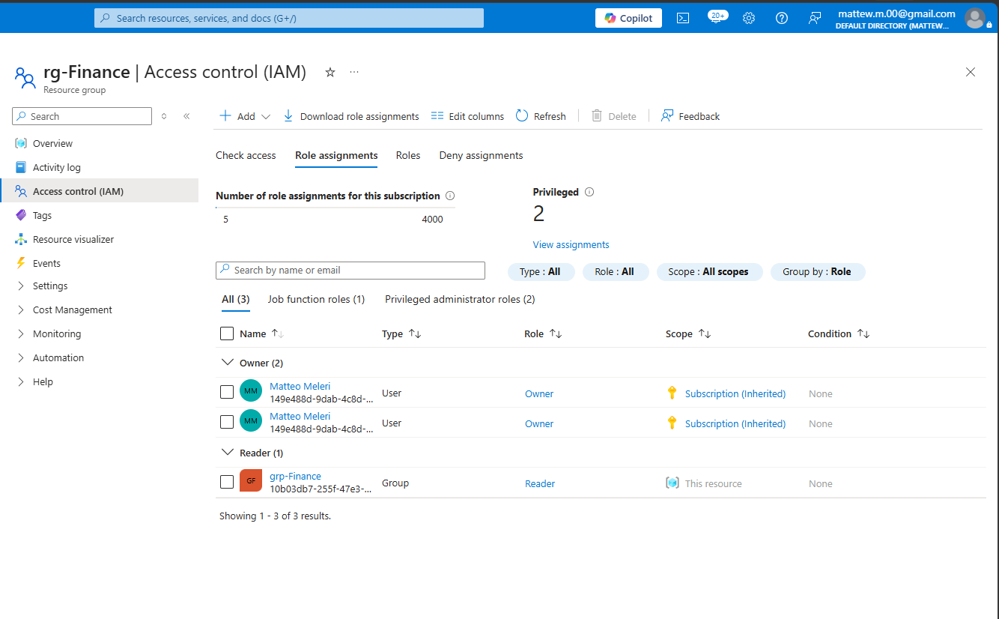 Search resources, services, and docs (G+/)
Copilot
20+
mattew.m.00@gmail.com
DEFAULT DIRECTORY (MATTEW...
rg-Finance | Access control (IAM)
Resource group
Search
Add
Download role assignments
Edit columns
Refresh
Delete
Feedback
Overview
Activity log
Access control (IAM)
Tags
Resource visualizer
Events
Settings
Cost Management
Monitoring
Automation
Help
Check access
Role assignments
Roles
Deny assignments
Number of role assignments for this subscription
5
4000
Privileged
2
View assignments
Search by name or email
Type : All
Role : All
Scope : All scopes
Group by : Role
All (3)
Job function roles (1)
Privileged administrator roles (2)
Name
Type
Role
Scope
Condition
Owner (2)
MM
Matteo Meleri
149e488d-9dab-4c8d-...
User
Owner
Subscription (Inherited)
None
MM
Matteo Meleri
149e488d-9dab-4c8d-...
User
Owner
Subscription (Inherited)
None
Reader (1)
GF
grp-Finance
10b03db7-255f-47e3-...
Group
Reader
This resource
None
Showing 1 - 3 of 3 results.